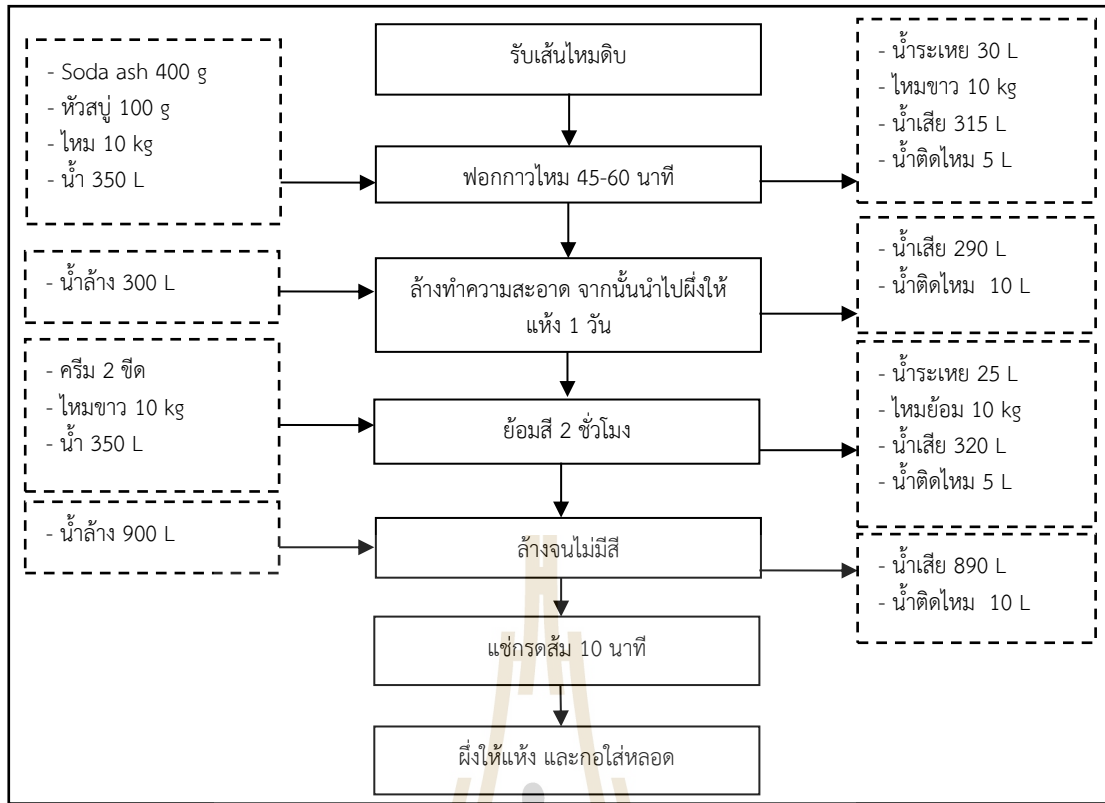 รับเส้นไหมดิบ
- Soda ash 400 g
- หัวสบู่ 100 g
- ไหม 10 kg
- น้ำ 350 L
ฟอกกาวไหม 45-60 นาที
- น้ำระเหย 30 L
- ไหมขาว 10 kg
- น้ำเสีย 315 L
- น้ำติดไหม 5 L
- น้ำล้าง 300 L
ล้างทำความสะอาด จากนั้นนำไปผึ่งให้
แห้ง 1 วัน
- น้ำเสีย 290 L
- น้ำติดไหม 10 L
- ครีม 2 ขีด
- ไหมขาว 10 kg
- น้ำ 350 L
ย้อมสี 2 ชั่วโมง
- น้ำระเหย 25 L
- ไหมย้อม 10 kg
- น้ำเสีย 320 L
- น้ำติดไหม 5 L
- น้ำล้าง 900 L
ล้างจนไม่มีสี
- น้ำเสีย 890 L
- น้ำติดไหม 10 L
แช่กรดส้ม 10 นาที
ผึ่งให้แห้ง และกอใส่หลอด